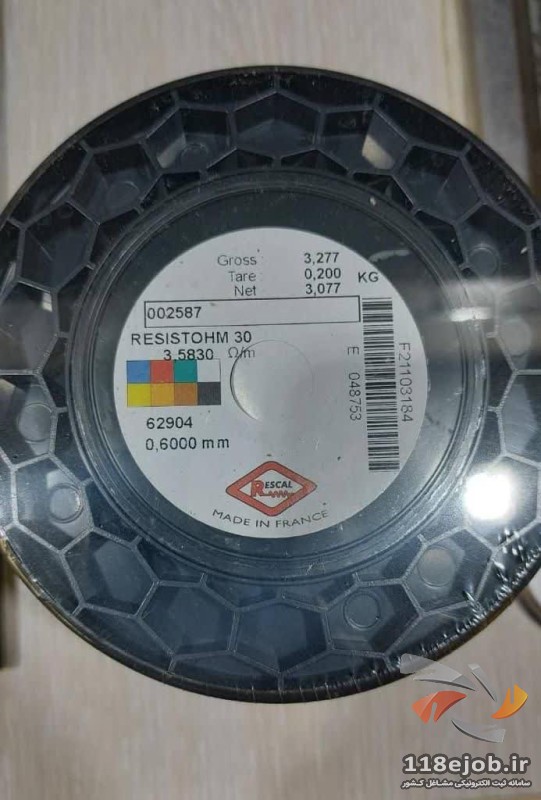 Gross : 3,277
Tare : 0,200 KG
Net : 3,077
002587
RESISTOHM 30
3,5830 Ω/m
62904
0,6000 mm
E 048753
F21103184
RESCAL
MADE IN FRANCE
118ejob.ir
سامانه ثبت الکترونیکی مشاغل کشور